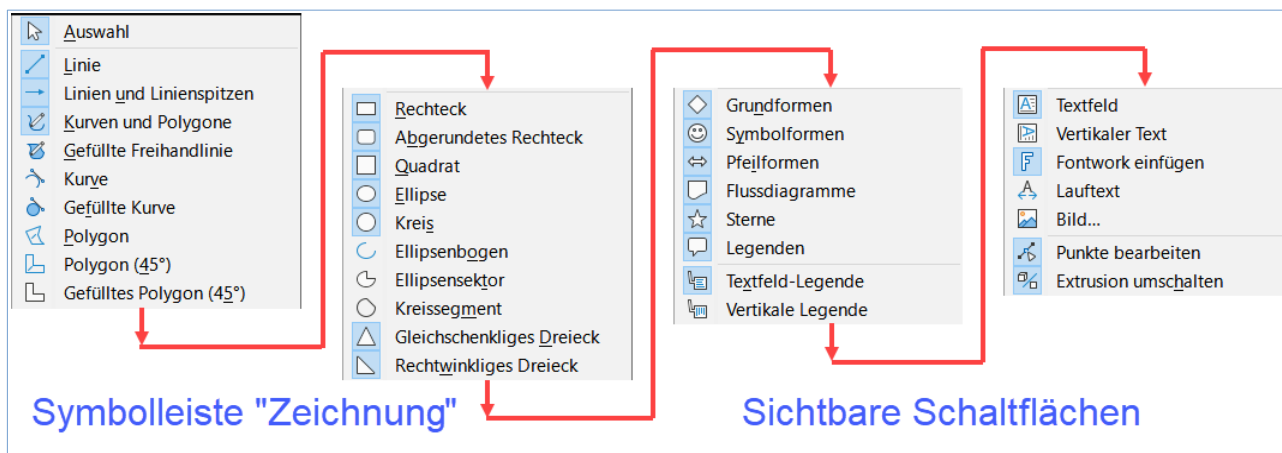 Auswahl
Linie
Linien und Linienspitzen
Kurven und Polygone
Gefüllte Freihandlinie
Kurve
Gefüllte Kurve
Polygon
Polygon (45°)
Gefülltes Polygon (45°)
Rechteck
Abgerundetes Rechteck
Quadrat
Ellipse
Kreis
Ellipsenbogen
Ellipsensektor
Kreissegment
Gleichschenkliges Dreieck
Rechtwinkliges Dreieck
Grundformen
Symbolformen
Pfeilformen
Flussdiagramme
Sterne
Legenden
Textfeld-Legende
Vertikale Legende
Textfeld
Vertikaler Text
Fontwork einfügen
Lauftext
Bild...
Punkte bearbeiten
Extrusion umschalten
Symbolleiste "Zeichnung"
Sichtbare Schaltflächen